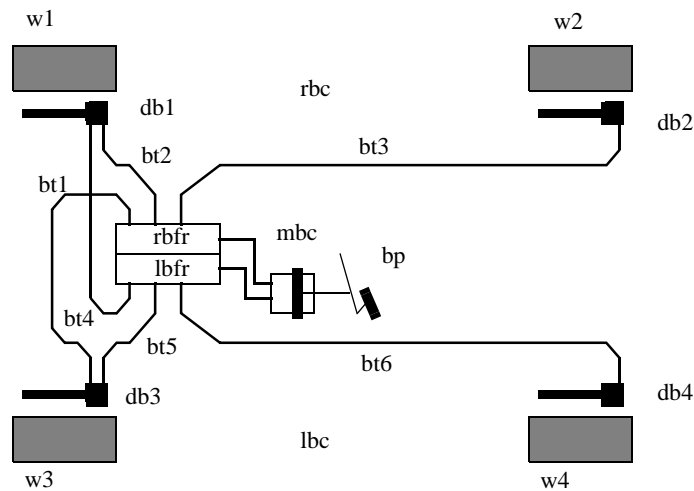 w1
w2
rbc
db1
db2
bt2
bt3
bt1
rbfr
mbc
bp
lbfr
bt4
bt5
bt6
db3
db4
lbc
w3
w4